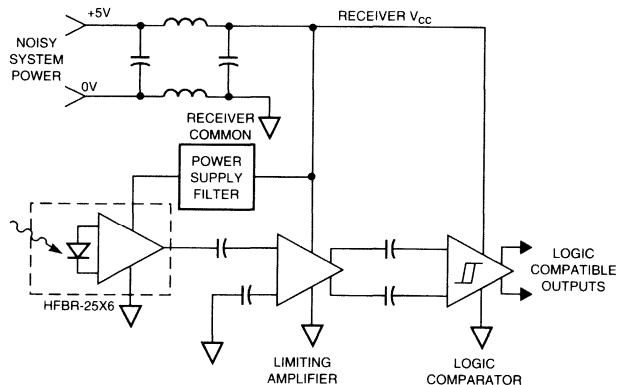 +5V
NOISY
SYSTEM
POWER
0V
RECEIVER VCC
RECEIVER
COMMON
POWER
SUPPLY
FILTER
HFBR-25X6
LIMITING
AMPLIFIER
LOGIC
COMPARATOR
LOGIC
COMPATIBLE
OUTPUTS